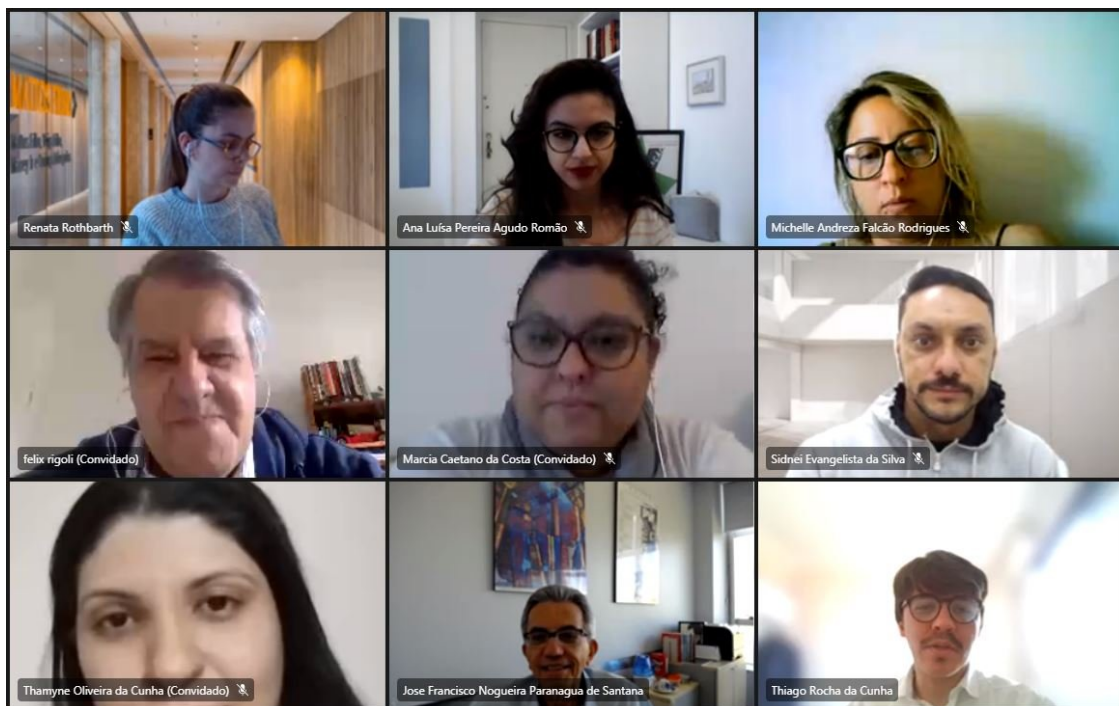 Renata Rothbarth
Ana Luísa Pereira Agudo Romão
Michelle Andreza Falcão Rodrigues
felix rigoli (Convidado)
Marcia Caetano da Costa (Convidado)
Sidnei Evangelista da Silva
Thamyne Oliveira da Cunha (Convidado)
Jose Francisco Nogueira Paranagua de Santana
Thiago Rocha da Cunha